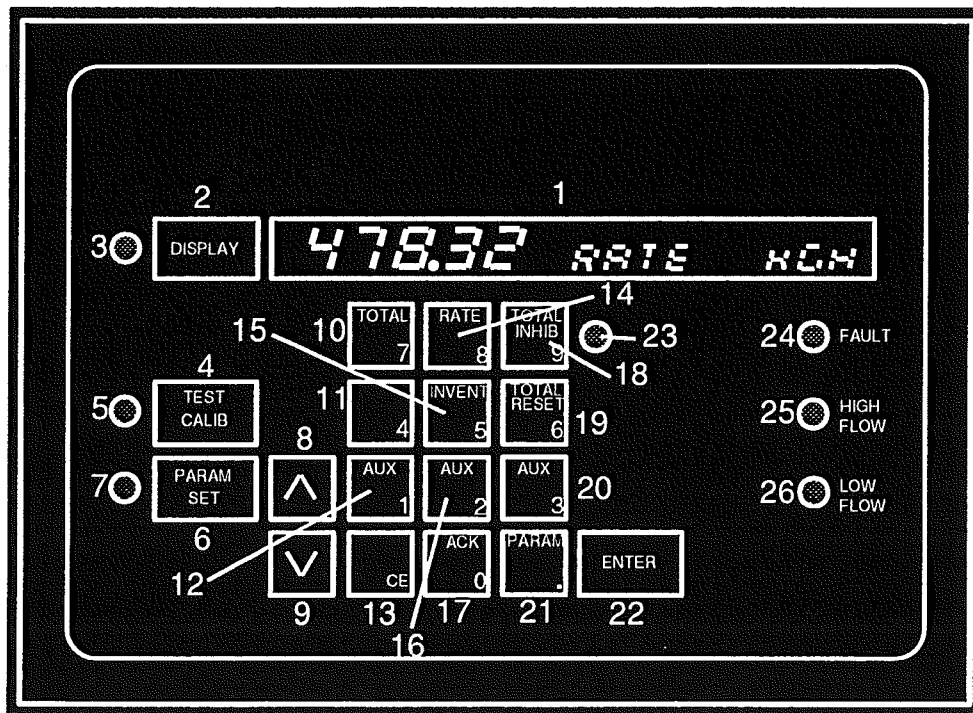 2
1
3
DISPLAY
478.32 RATE KGH
14
15
10
TOTAL
7
RATE
8
TOTAL
INHIB
9
23
24
FAULT
18
4
5
TEST
CALIB
8
11
4
INVENT
5
TOTAL
RESET
6
19
25
HIGH
FLOW
7
PARAM
SET
AUX
1
AUX
2
AUX
3
20
26
LOW
FLOW
6
12
CE
ACK
0
PARAM
.
ENTER
9
13
17
21
22
16